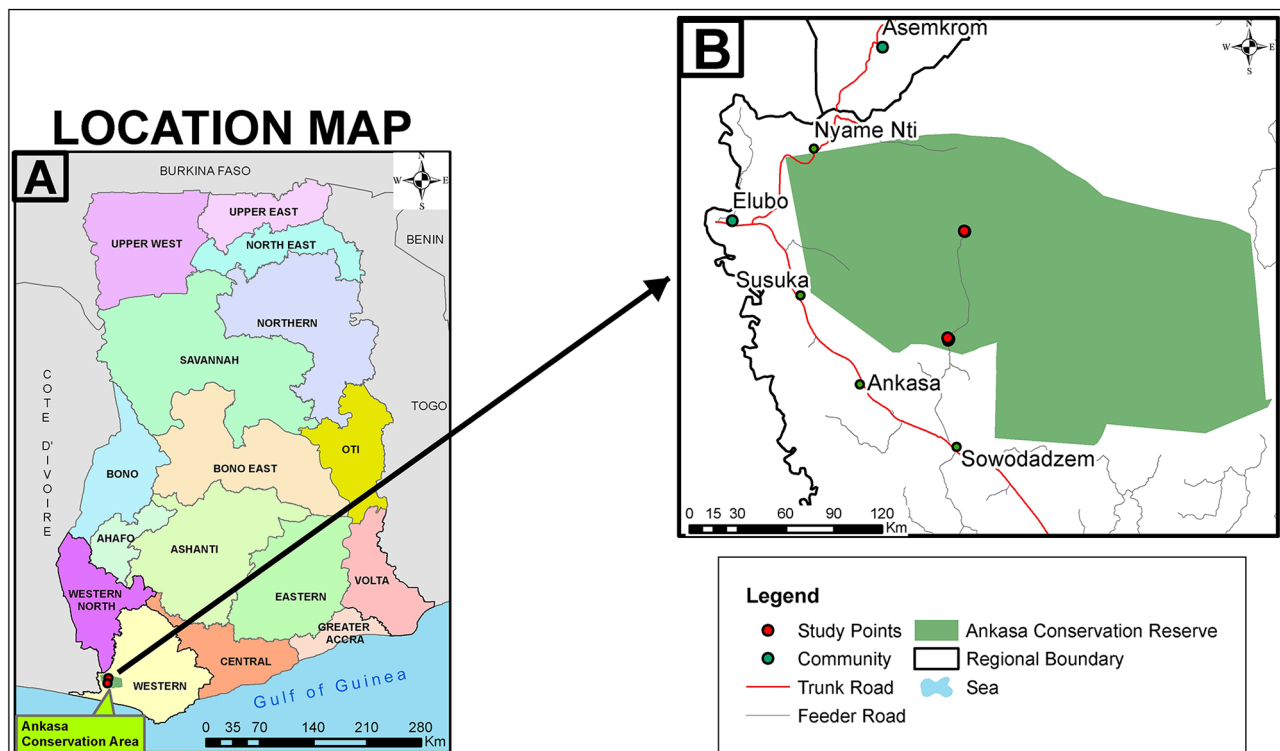 LOCATION MAP
A
N
W E
S
BURKINA FASO
BENIN
TOGO
COTE D'IVOIRE
UPPER EAST
UPPER WEST
NORTH EAST
NORTHERN
SAVANNAH
OTI
BONO EAST
BONO
AHAFO
ASHANTI
VOLTA
WESTERN
NORTH
EASTERN
GREATER
ACCRA
CENTRAL
WESTERN
Gulf of Guinea
Ankasa
Conservation Area
0 35 70 140 210 280
Km
B
N
W E
S
Asemkrom
Nyame Nti
Elubo
Susuka
Ankasa
Sowodadzem
0 15 30 60 90 120
Km
Legend
Study Points
Community
Trunk Road
Feeder Road
Ankasa Conservation Reserve
Regional Boundary
Sea